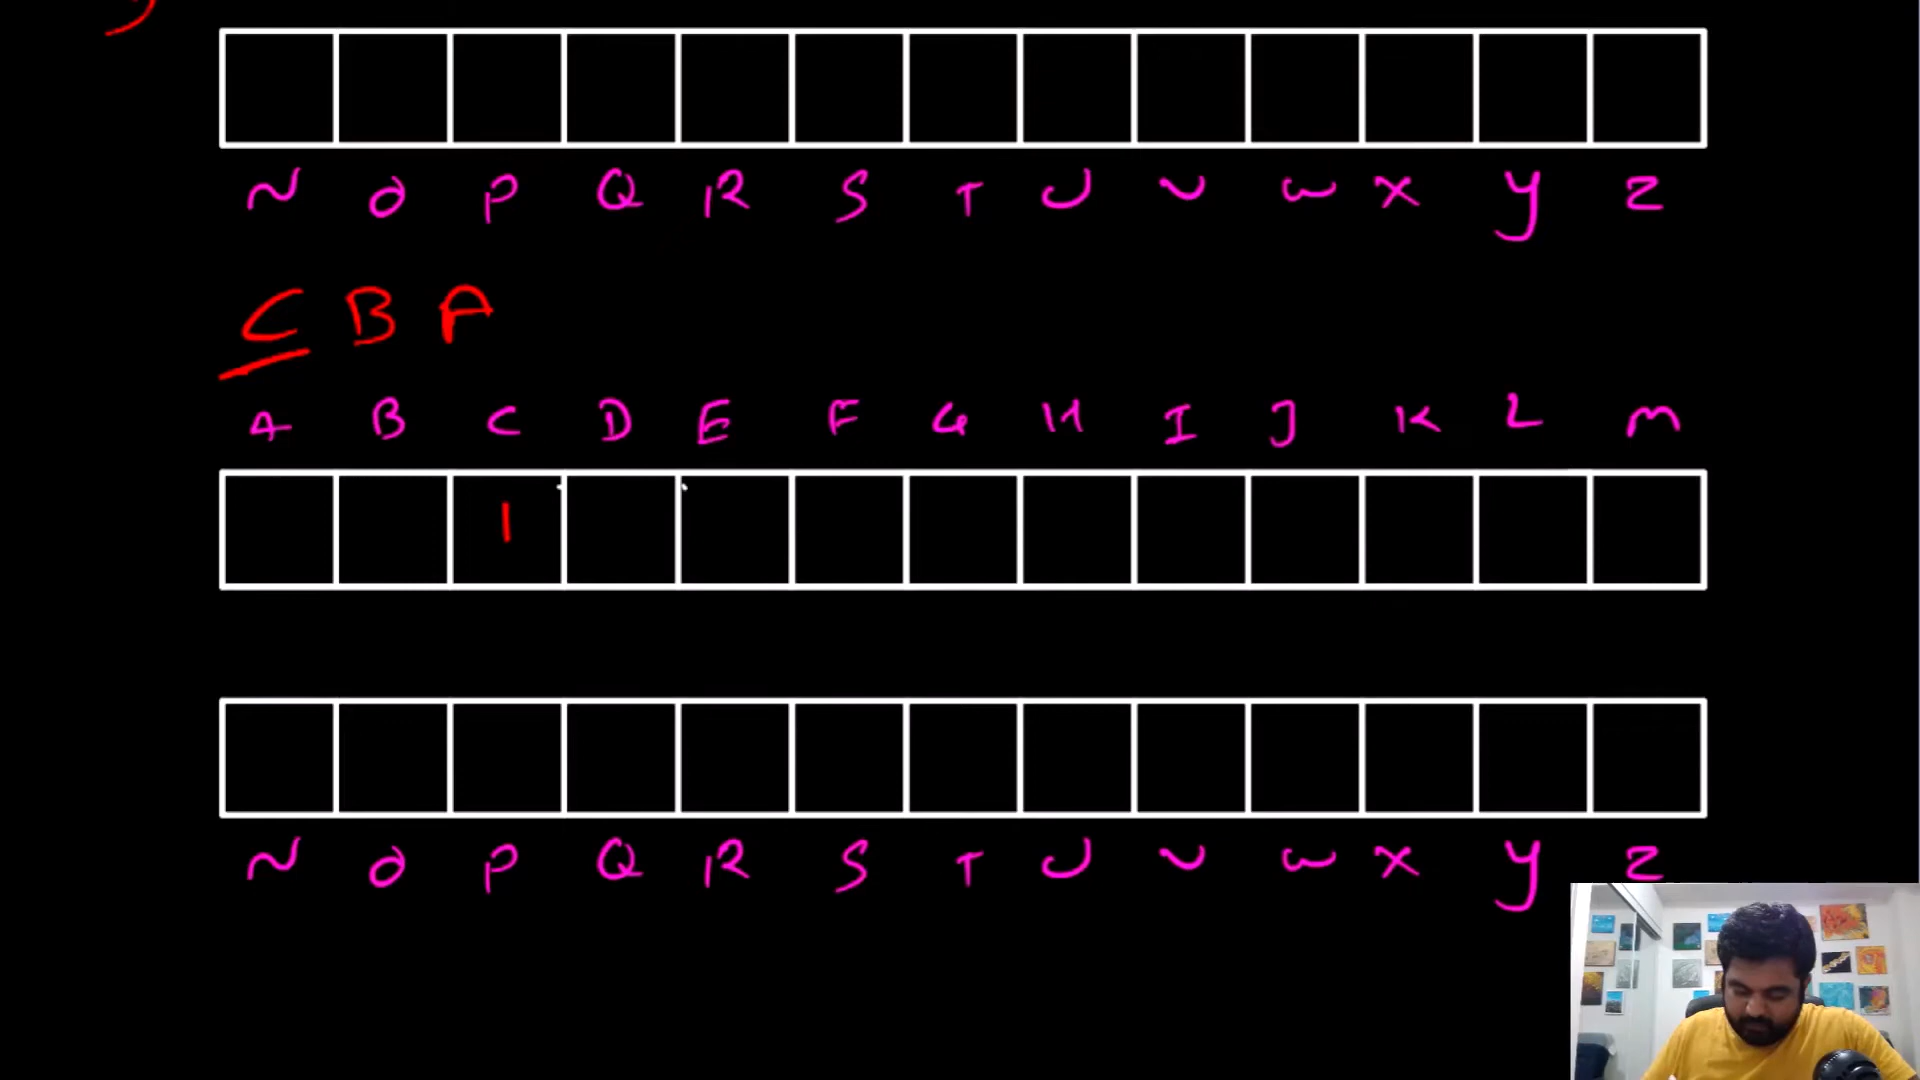 N O P Q R S T U V W X Y Z
C B A
A B C D E F G H I J K L M
1
N O P Q R S T U V W X Y Z